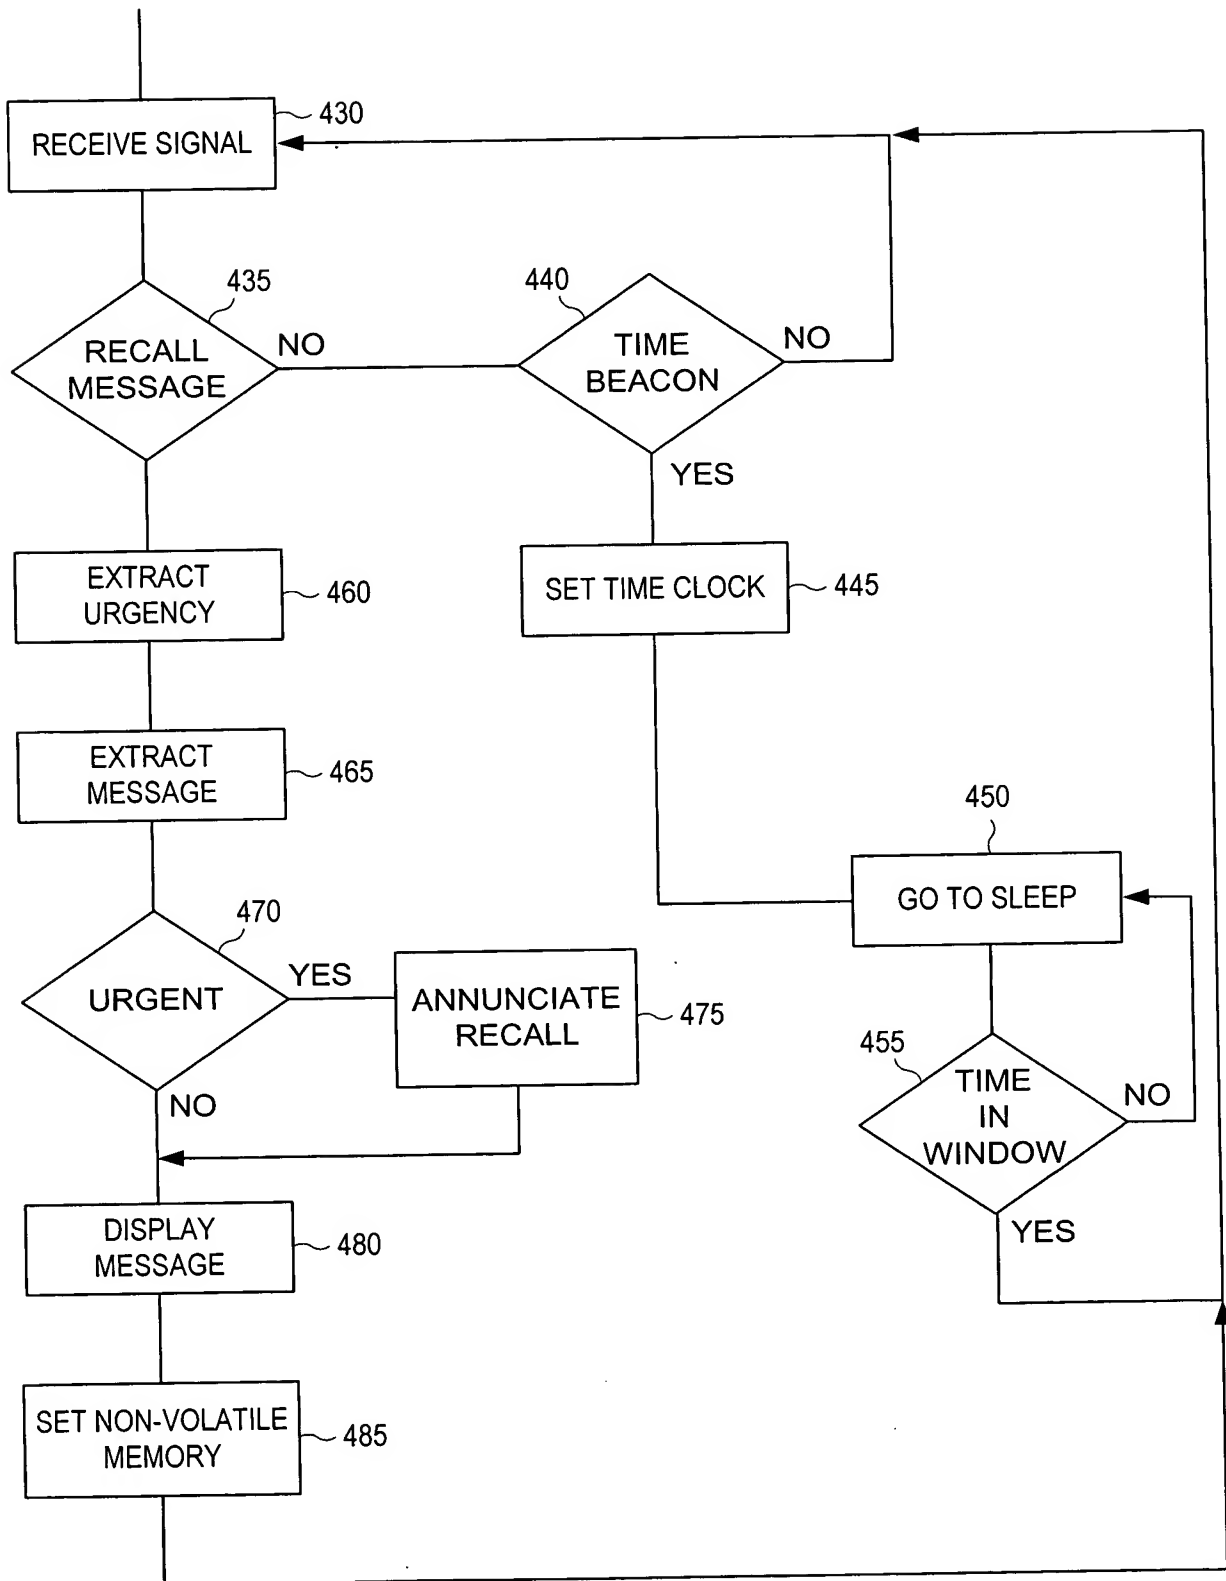 RECEIVE SIGNAL
430
435
RECALL
MESSAGE
NO
440
TIME
BEACON
NO
YES
EXTRACT
URGENCY
460
SET TIME CLOCK
445
EXTRACT
MESSAGE
465
450
GO TO SLEEP
470
URGENT
YES
ANNUNCIATE
RECALL
475
NO
455
TIME
IN
WINDOW
NO
YES
DISPLAY
MESSAGE
480
SET NON-VOLATILE
MEMORY
485